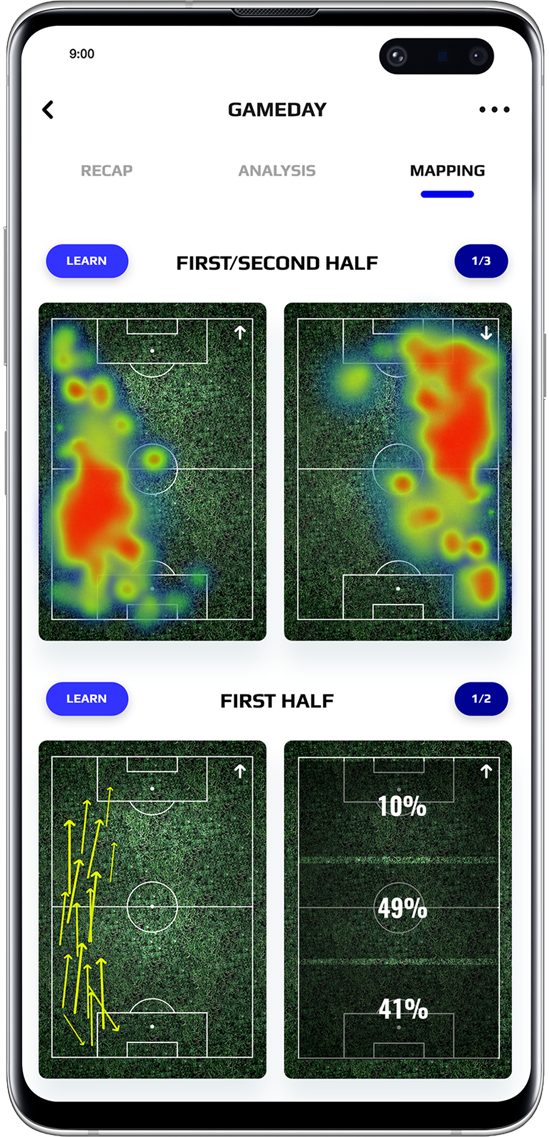 9:00
GAMEDAY
RECAP ANALYSIS MAPPING
LEARN FIRST/SECOND HALF 1/3
LEARN FIRST HALF 1/2
10%
49%
41%